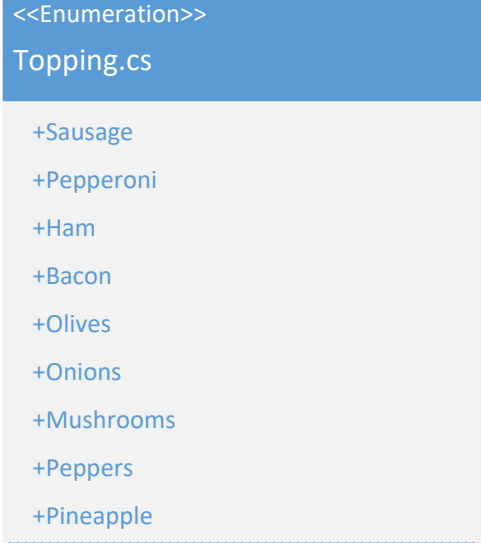 <<Enumeration>>
Topping.cs
+Sausage
+Pepperoni
+Ham
+Bacon
+Olives
+Onions
+Mushrooms
+Peppers
+Pineapple